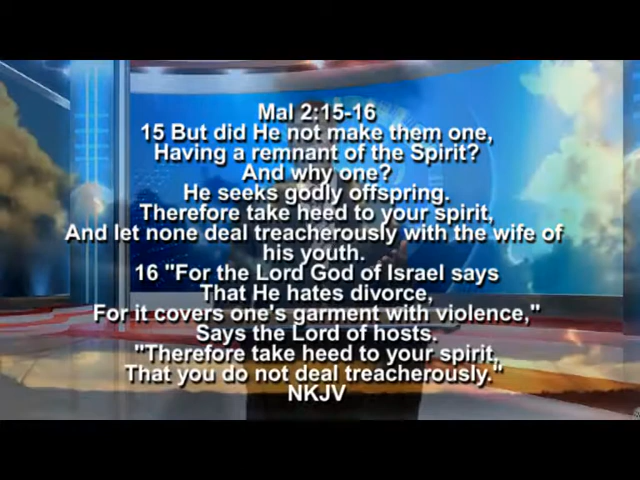 Mal 2:15-16
15 But did He not make them one,
Having a remnant of the Spirit?
And why one?
He seeks godly offspring.
Therefore take heed to your spirit,
And let none deal treacherously with the wife of
his youth.
16 "For the Lord God of Israel says
That He hates divorce,
For it covers one's garment with violence,"
Says the Lord of hosts.
"Therefore take heed to your spirit,
That you do not deal treacherously."
NKJV